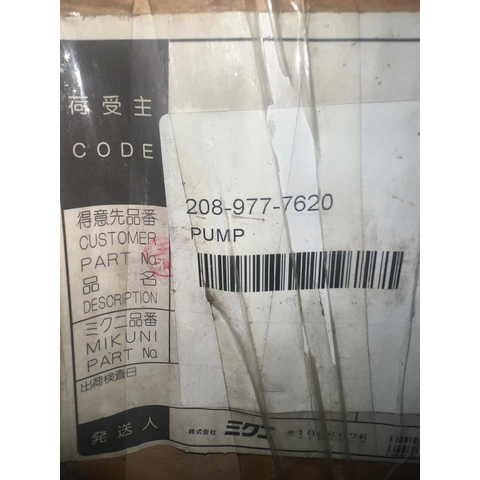 荷受主
CODE
得意先品番
CUSTOMER
PART No.
208-977-7620
品名
DESCRIPTION
PUMP
ミクニ品番
MIKUNI
PART No.
出荷検査日
発送人
株式会社 ミクニ